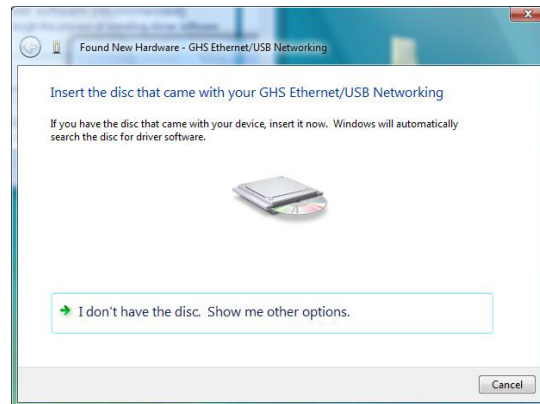 Found New Hardware - GHS Ethernet/USB Networking
Insert the disc that came with your GHS Ethernet/USB Networking
If you have the disc that came with your device, insert it now. Windows will automatically
search the disc for driver software.
I don't have the disc. Show me other options.
Cancel